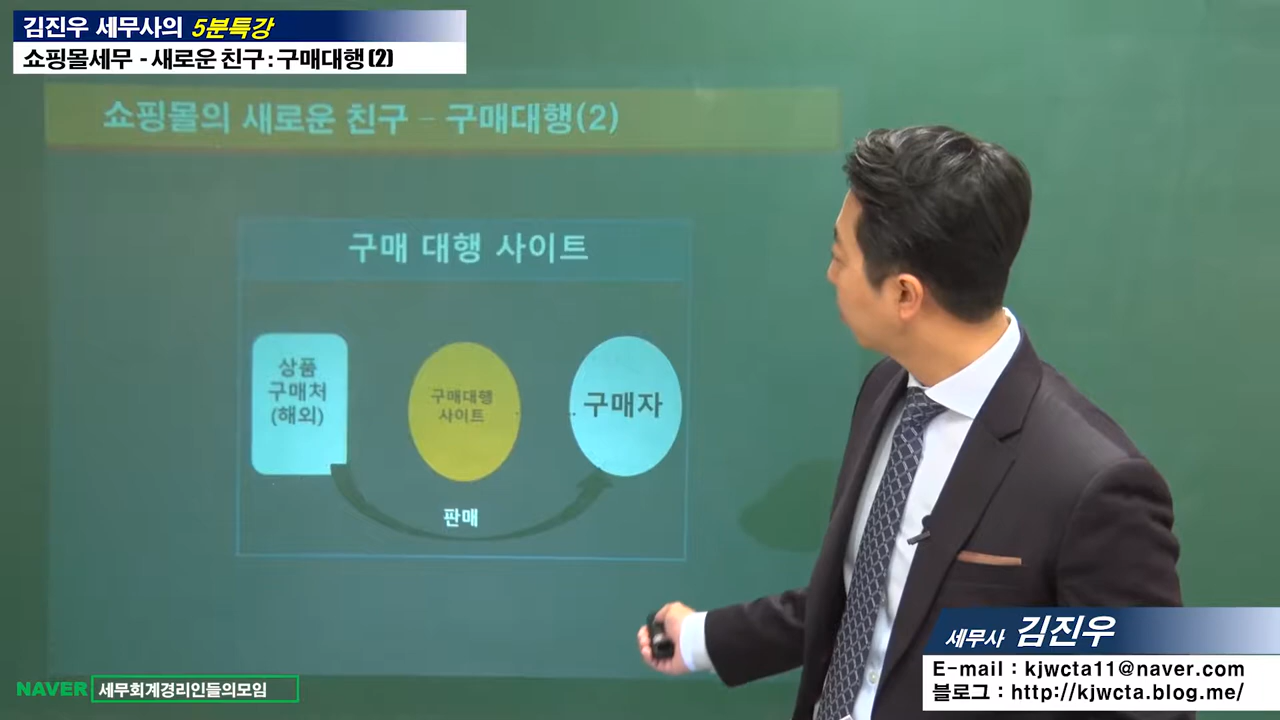 김진우 세무사의 5분특강
쇼핑몰세무 - 새로운 친구 : 구매대행 (2)
쇼핑몰의 새로운 친구 – 구매대행(2)
구매 대행 사이트
상품
구매처
(해외)
구매대행
사이트
구매자
판매
세무사 김진우
E-mail : kjwcta11@naver.com
블로그 : http://kjwcta.blog.me/
NAVER 세무회계경리인들의모임